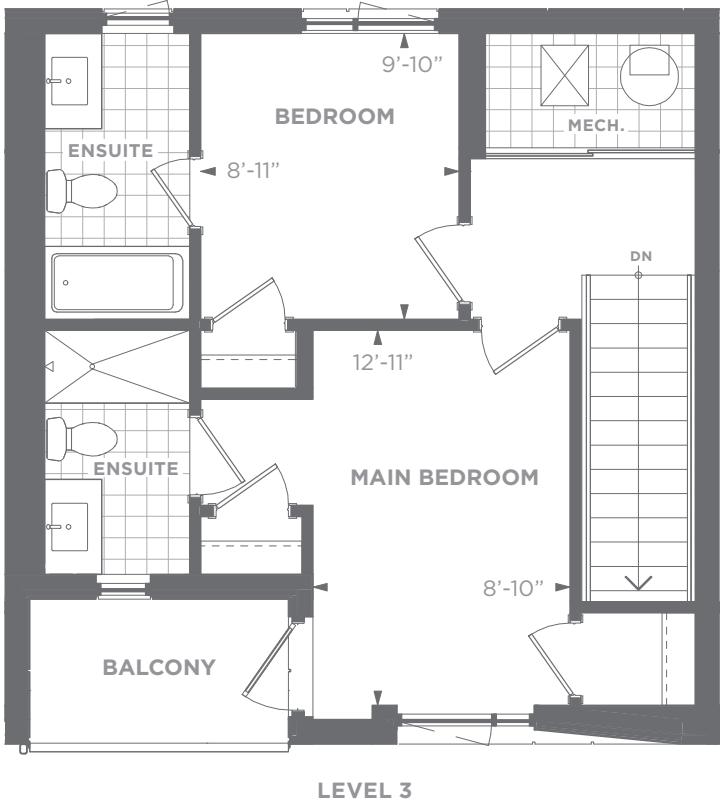 9’-10”
BEDROOM
MECH.
ENSUITE
8’-11”
DN
12’-11”
ENSUITE
MAIN BEDROOM
8’-10”
BALCONY
LEVEL 3